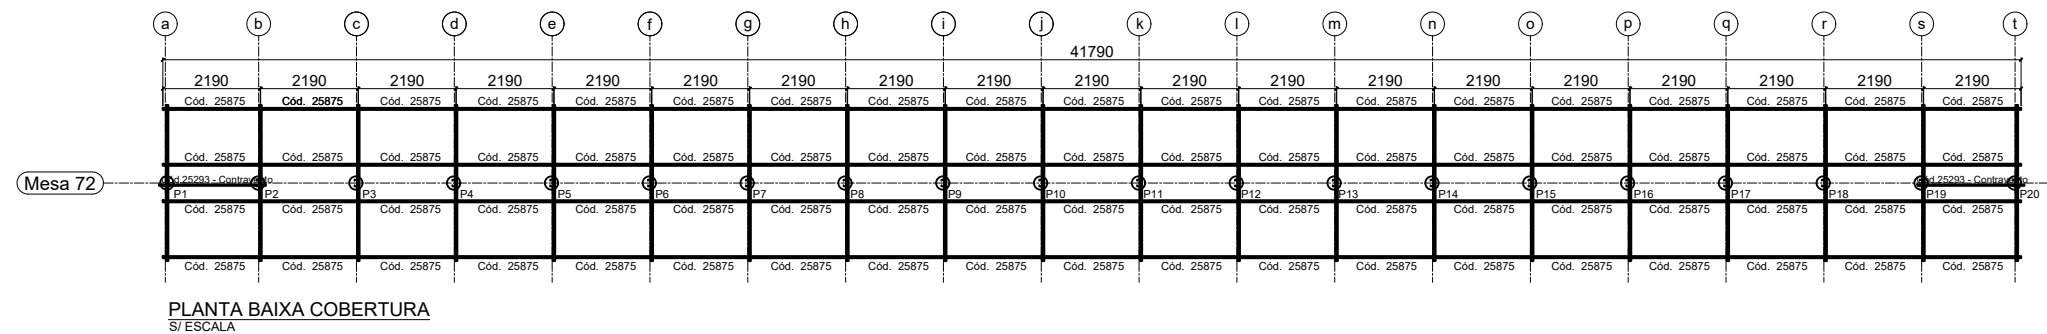 a b c d e f g h i j k l m n o p q r s t
41790
2190 2190 2190 2190 2190 2190 2190 2190 2190 2190 2190 2190 2190 2190 2190 2190 2190 2190 2190
Cód. 25875 Cód. 25875 Cód. 25875 Cód. 25875 Cód. 25875 Cód. 25875 Cód. 25875 Cód. 25875 Cód. 25875 Cód. 25875 Cód. 25875 Cód. 25875 Cód. 25875 Cód. 25875 Cód. 25875 Cód. 25875 Cód. 25875 Cód. 25875 Cód. 25875
Cód. 25875 Cód. 25875 Cód. 25875 Cód. 25875 Cód. 25875 Cód. 25875 Cód. 25875 Cód. 25875 Cód. 25875 Cód. 25875 Cód. 25875 Cód. 25875 Cód. 25875 Cód. 25875 Cód. 25875 Cód. 25875 Cód. 25875 Cód. 25875 Cód. 25875
Mesa 72 Cód.25293 - Contravento Cód.25293 - Contravento
P1 P2 P3 P4 P5 P6 P7 P8 P9 P10 P11 P12 P13 P14 P15 P16 P17 P18 P19 P20
Cód. 25875 Cód. 25875 Cód. 25875 Cód. 25875 Cód. 25875 Cód. 25875 Cód. 25875 Cód. 25875 Cód. 25875 Cód. 25875 Cód. 25875 Cód. 25875 Cód. 25875 Cód. 25875 Cód. 25875 Cód. 25875 Cód. 25875 Cód. 25875 Cód. 25875
Cód. 25875 Cód. 25875 Cód. 25875 Cód. 25875 Cód. 25875 Cód. 25875 Cód. 25875 Cód. 25875 Cód. 25875 Cód. 25875 Cód. 25875 Cód. 25875 Cód. 25875 Cód. 25875 Cód. 25875 Cód. 25875 Cód. 25875 Cód. 25875 Cód. 25875
PLANTA BAIXA COBERTURA
S/ ESCALA